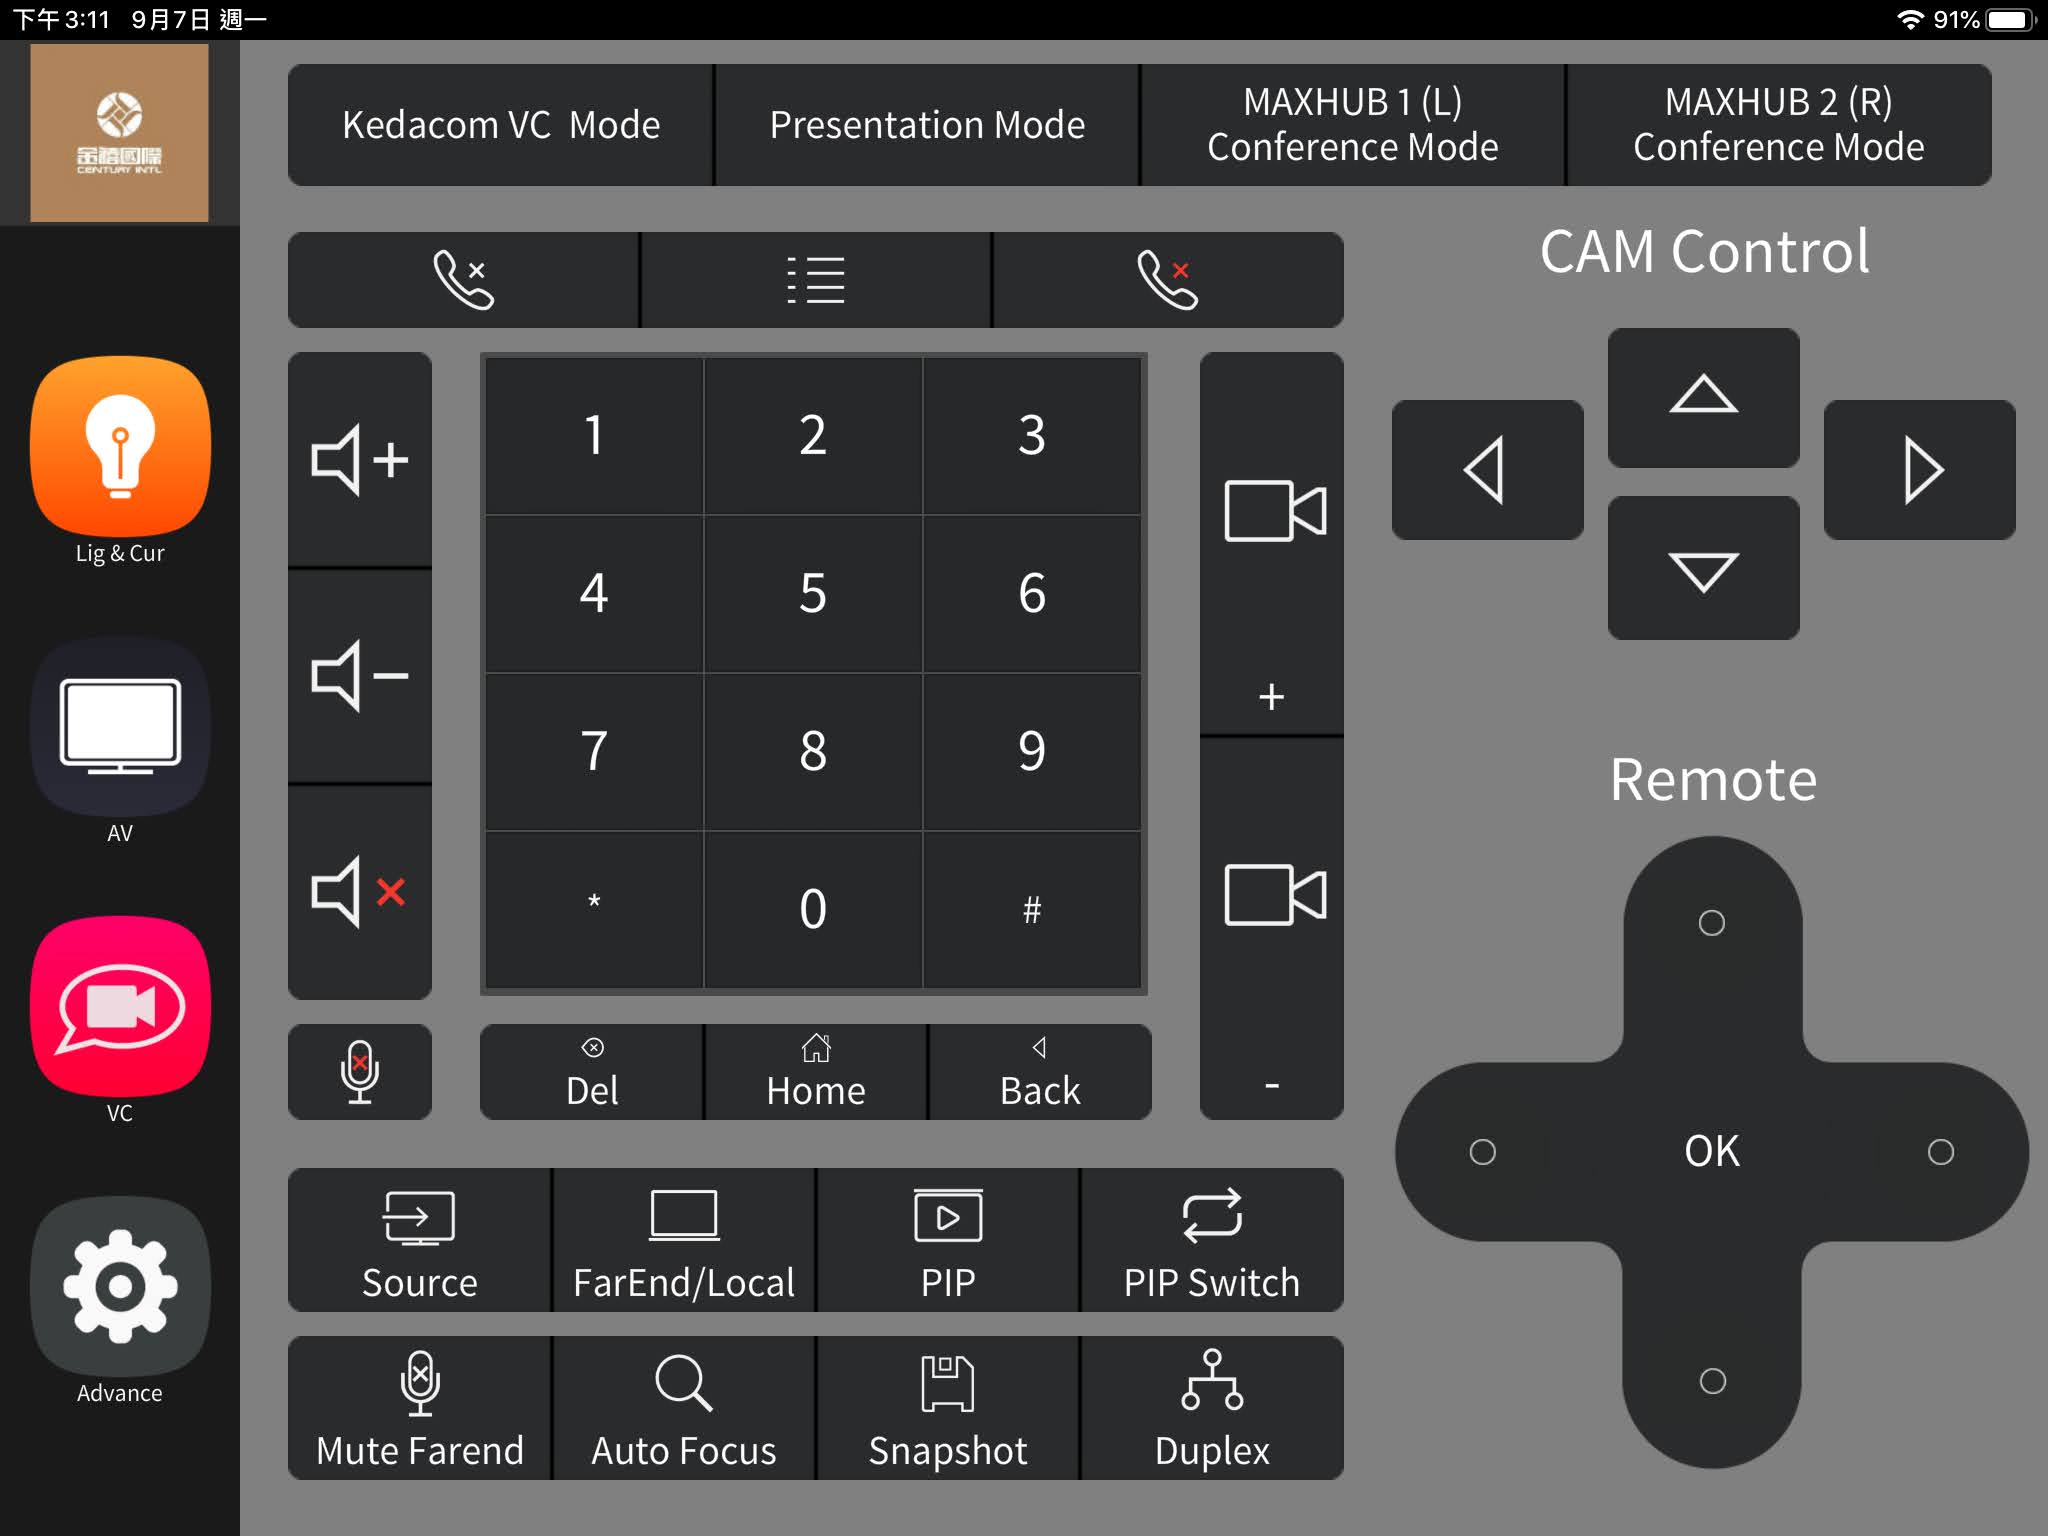 下午3:11 9月7日 週一
91%
金禧國際
CENTURY INTL
Kedacom VC  Mode
Presentation Mode
MAXHUB 1 (L)
Conference Mode
MAXHUB 2 (R)
Conference Mode
CAM Control
Lig & Cur
AV
VC
Advance
1 2 3
4 5 6
7 8 9
* 0 #
+
-
Del
Home
Back
Remote
OK
Source
FarEnd/Local
PIP
PIP Switch
Mute Farend
Auto Focus
Snapshot
Duplex